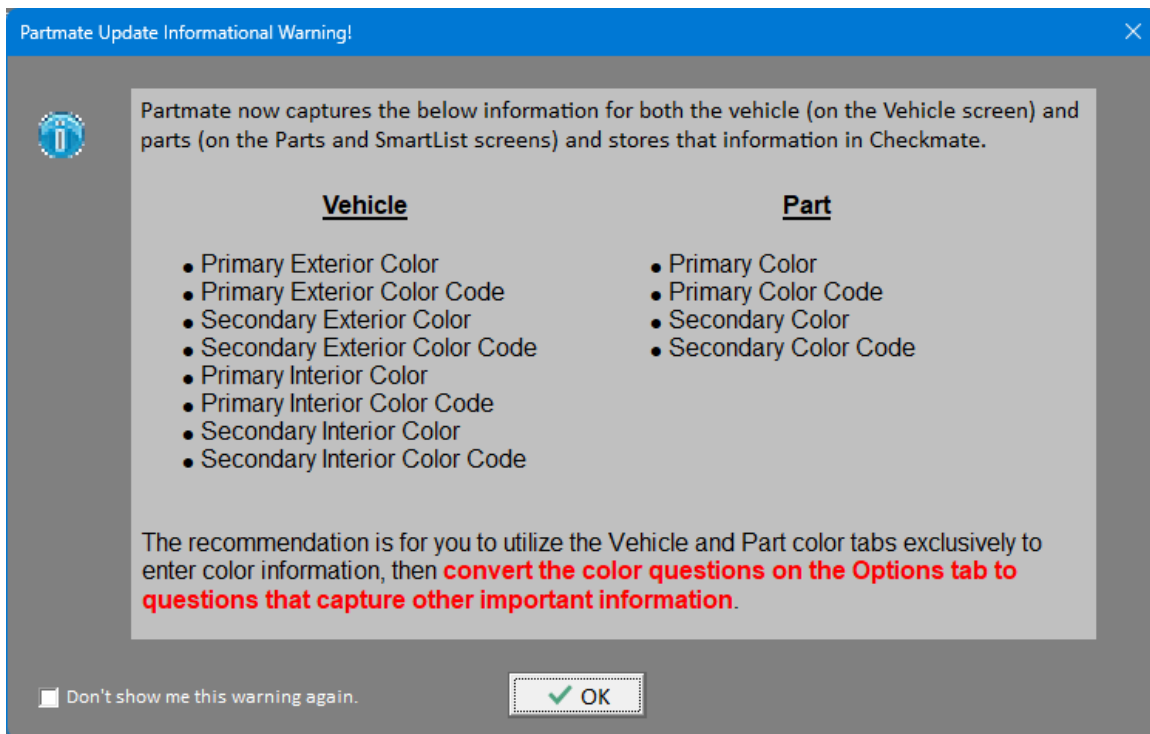 Partmate Update Informational Warning!
Partmate now captures the below information for both the vehicle (on the Vehicle screen) and
parts (on the Parts and SmartList screens) and stores that information in Checkmate.
Vehicle
• Primary Exterior Color
• Primary Exterior Color Code
• Secondary Exterior Color
• Secondary Exterior Color Code
• Primary Interior Color
• Primary Interior Color Code
• Secondary Interior Color
• Secondary Interior Color Code
Part
• Primary Color
• Primary Color Code
• Secondary Color
• Secondary Color Code
The recommendation is for you to utilize the Vehicle and Part color tabs exclusively to
enter color information, then convert the color questions on the Options tab to
questions that capture other important information.
Don't show me this warning again.
OK